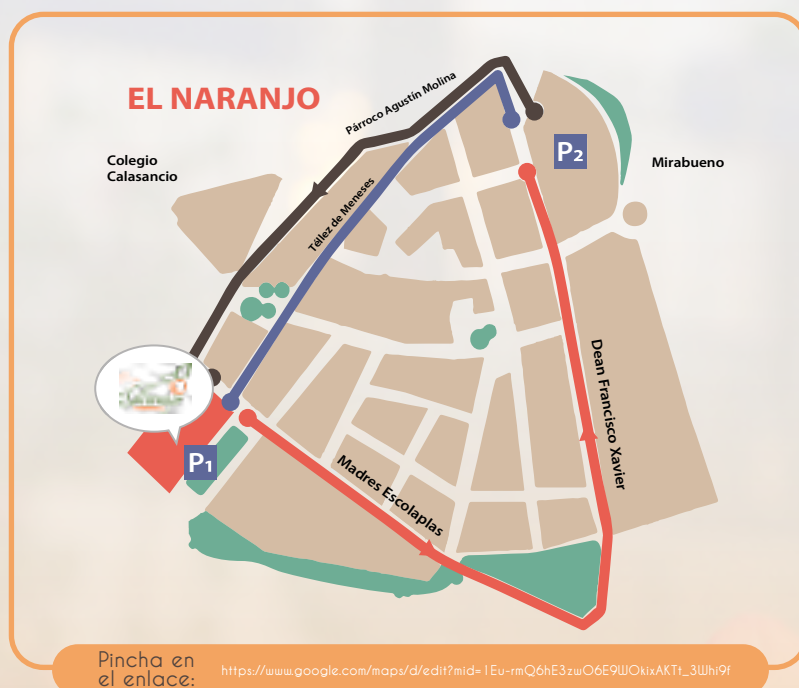 EL NARANJO
Párroco Agustín Molina
Colegio
Calasancio
P2
Mirabueno
Téllez de Meneses
Dean Francisco Xavier
P1
Madres Escolaplas
Pincha en
el enlace:
https://www.google.com/maps/d/edit?mid=1Eu-rmQ6hE3zwO6E9WOkixAKTt_3Whi9f